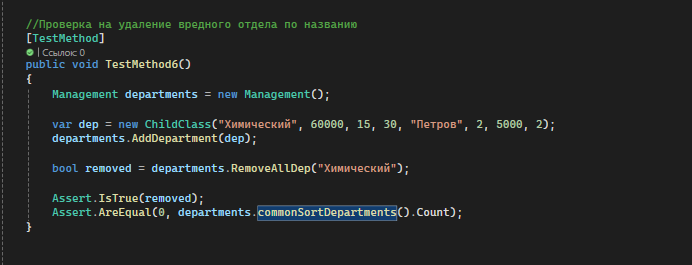 //Проверка на удаление вредного отдела по названию
[TestMethod]
| Ссылок: 0
public void TestMethod6()
{
Management departments = new Management();
var dep = new ChildClass("Химический", 60000, 15, 30, "Петров", 2, 5000, 2);
departments.AddDepartment(dep);
bool removed = departments.RemoveAllDep("Химический");
Assert.IsTrue(removed);
Assert.AreEqual(0, departments.commonSortDepartments().Count);
}